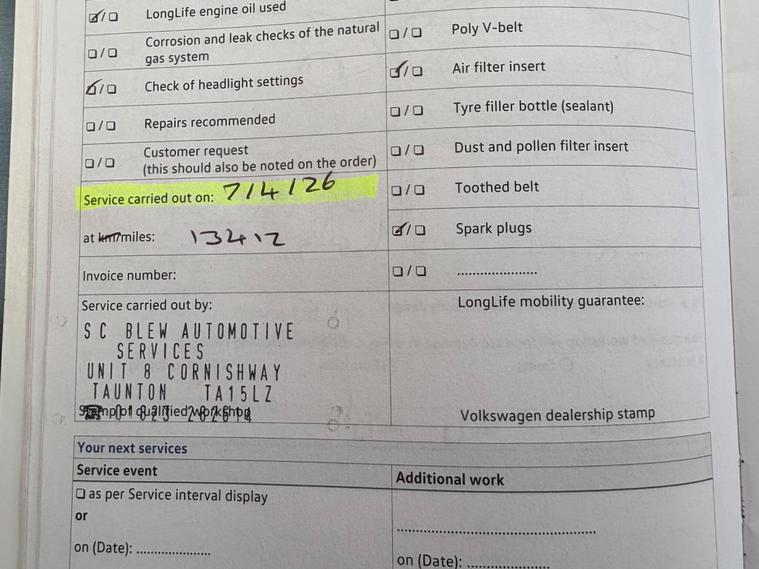 ☑/☐ LongLife engine oil used
☐/☐ Corrosion and leak checks of the natural
gas system
☑/☐ Check of headlight settings
☐/☐ Repairs recommended
☐/☐ Customer request
(this should also be noted on the order)
Service carried out on: 7/4/26
at km/miles: 13412
Invoice number:
Service carried out by:
S C BLEW AUTOMOTIVE
SERVICES
UNIT 8 CORNISHWAY
TAUNTON TA15LZ
Stamp of qualified workshop
☐/☐ Poly V-belt
☑/☐ Air filter insert
☐/☐ Tyre filler bottle (sealant)
☐/☐ Dust and pollen filter insert
☐/☐ Toothed belt
☑/☐ Spark plugs
☐/☐ .....................
LongLife mobility guarantee:
Volkswagen dealership stamp
Your next services
Service event
☐ as per Service interval display
or
on (Date): ...................
Additional work
..................................................
on (Date): .....................